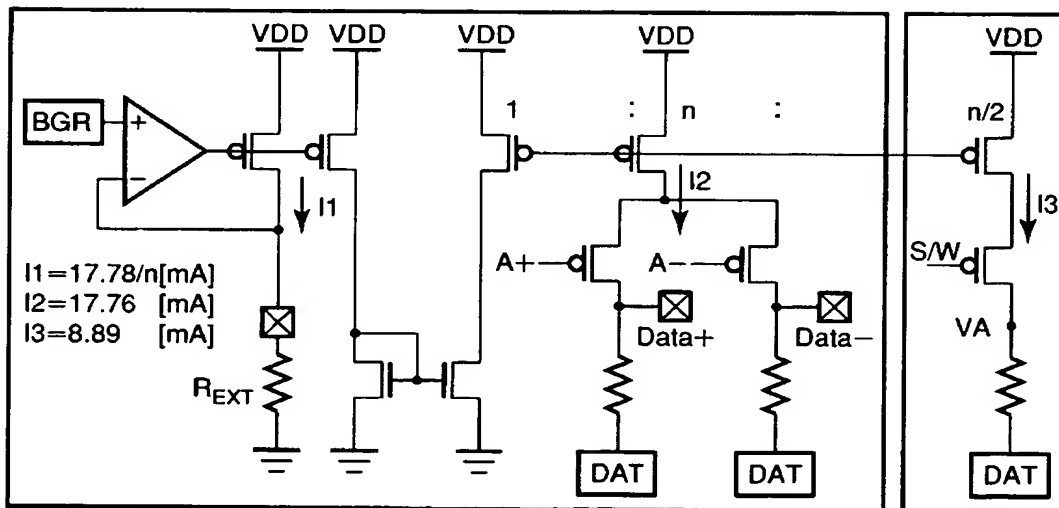 VDD VDD VDD VDD VDD
BGR + 1 : n : n/2
−
I1 I2 I3
A+ A− S/W
I1=17.78/n[mA]
I2=17.76 [mA]
I3=8.89 [mA]
Data+ Data− VA
REXT
DAT DAT DAT